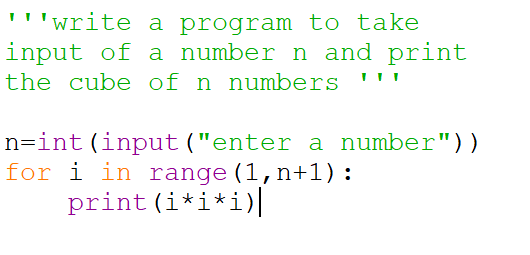 '''write a program to take
input of a number n and print
the cube of n numbers '''
n=int(input("enter a number"))
for i in range(1,n+1):
    print(i*i*i)